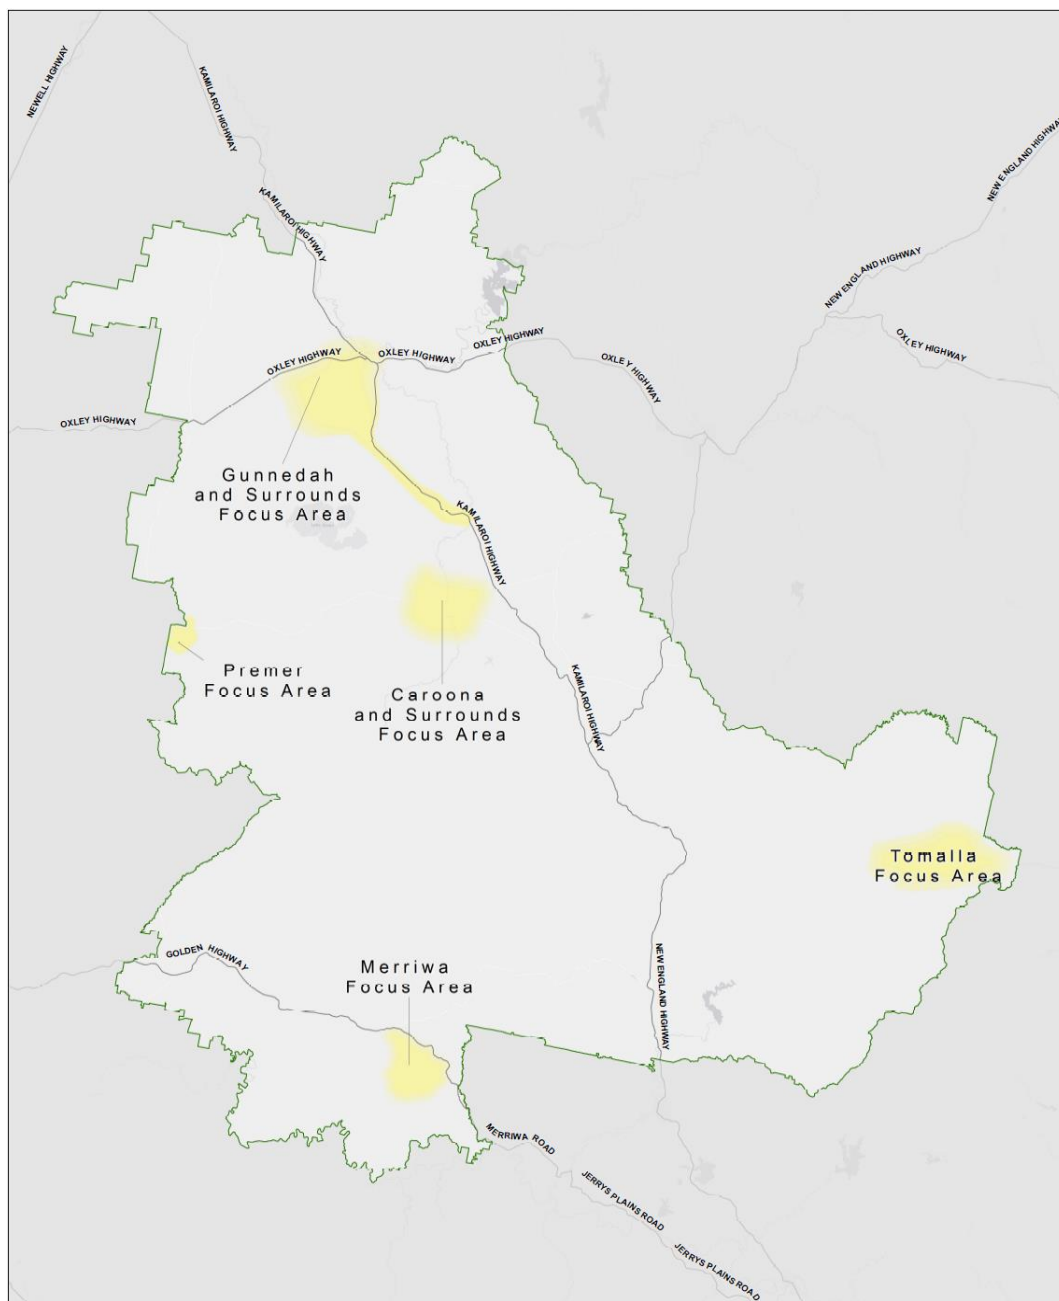 NEWELL HIGHWAY
KAMILAROI HIGHWAY
NEW ENGLAND HIGHWAY
KAMILAROI HIGHWAY
NEW ENGLAND HIGHWAY
OXLEY HIGHWAY
OXLEY HIGHWAY
OXLEY HIGHWAY
OXLEY HIGHWAY
OXLEY HIGHWAY
OXLEY HIGHWAY
Gunnedah
and Surrounds
Focus Area
KAMILAROI HIGHWAY
Premer
Focus Area
Caroona
and Surrounds
Focus Area
KAMILAROI HIGHWAY
Tomalla
Focus Area
GOLDEN HIGHWAY
Merriwa
Focus Area
NEW ENGLAND HIGHWAY
MERRIWA ROAD
JERRYS PLAINS ROAD
JERRYS PLAINS ROAD